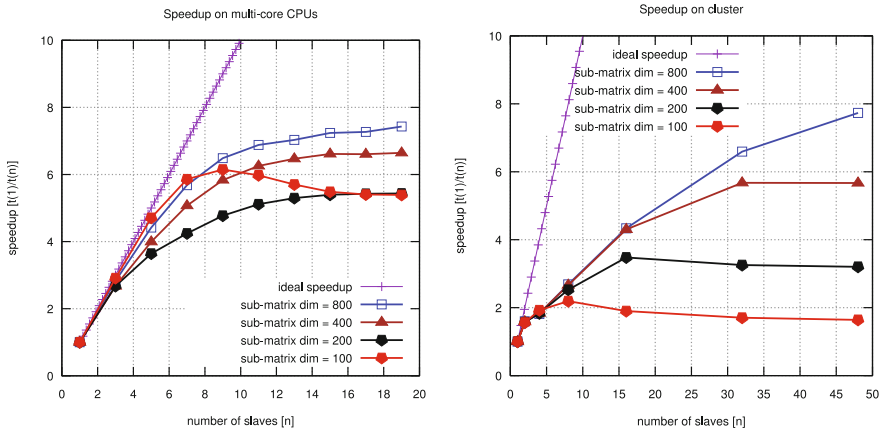 Speedup on multi-core CPUs
10
8
6
4
2
0
0 2 4 6 8 10 12 14 16 18 20
speedup [t(1)/t(n)]
number of slaves [n]
ideal speedup
sub-matrix dim = 800
sub-matrix dim = 400
sub-matrix dim = 200
sub-matrix dim = 100
Speedup on cluster
10
8
6
4
2
0
0 5 10 15 20 25 30 35 40 45 50
speedup [t(1)/t(n)]
number of slaves [n]
ideal speedup
sub-matrix dim = 800
sub-matrix dim = 400
sub-matrix dim = 200
sub-matrix dim = 100